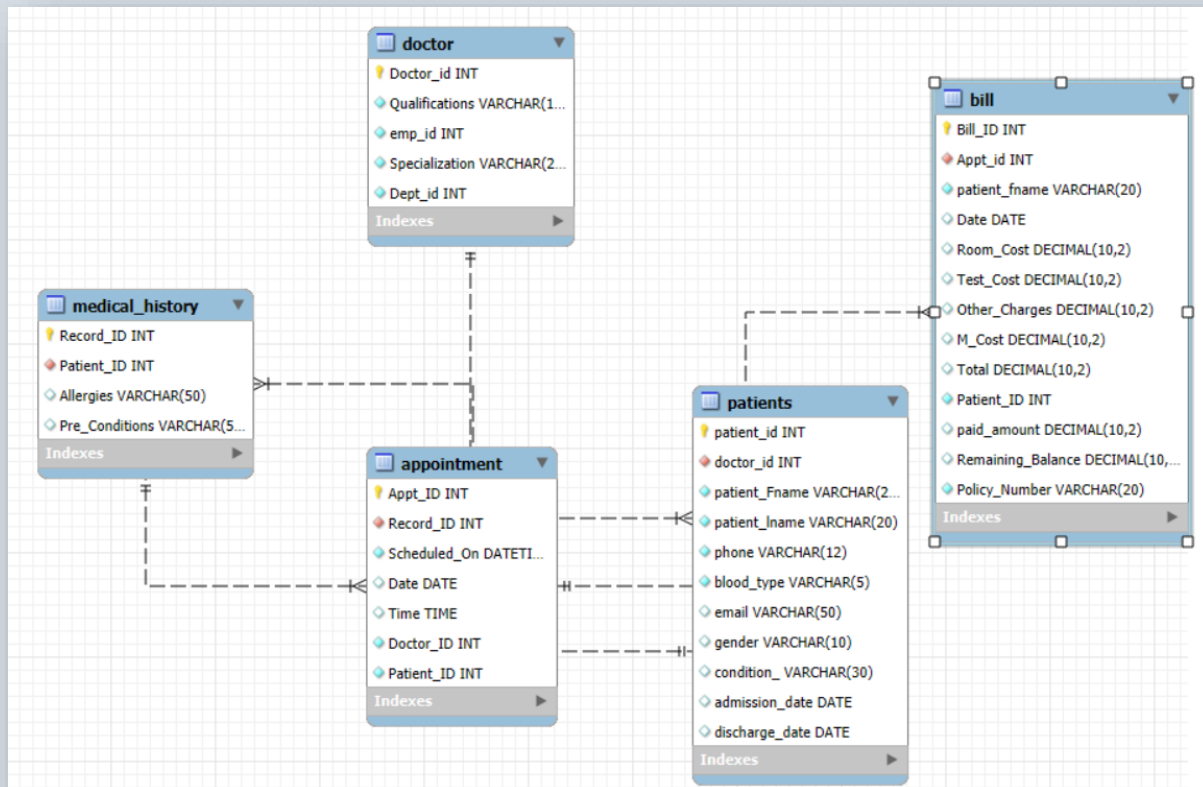 doctor
Doctor_id INT
Qualifications VARCHAR(1...
emp_id INT
Specialization VARCHAR(2...
Dept_id INT
Indexes
medical_history
Record_ID INT
Patient_ID INT
Allergies VARCHAR(50)
Pre_Conditions VARCHAR(5...
Indexes
appointment
Appt_ID INT
Record_ID INT
Scheduled_On DATETI...
Date DATE
Time TIME
Doctor_ID INT
Patient_ID INT
Indexes
patients
patient_id INT
doctor_id INT
patient_Fname VARCHAR(2...
patient_lname VARCHAR(20)
phone VARCHAR(12)
blood_type VARCHAR(5)
email VARCHAR(50)
gender VARCHAR(10)
condition_ VARCHAR(30)
admission_date DATE
discharge_date DATE
Indexes
bill
Bill_ID INT
Appt_id INT
patient_fname VARCHAR(20)
Date DATE
Room_Cost DECIMAL(10,2)
Test_Cost DECIMAL(10,2)
Other_Charges DECIMAL(10,2)
M_Cost DECIMAL(10,2)
Total DECIMAL(10,2)
Patient_ID INT
paid_amount DECIMAL(10,2)
Remaining_Balance DECIMAL(10,...
Policy_Number VARCHAR(20)
Indexes